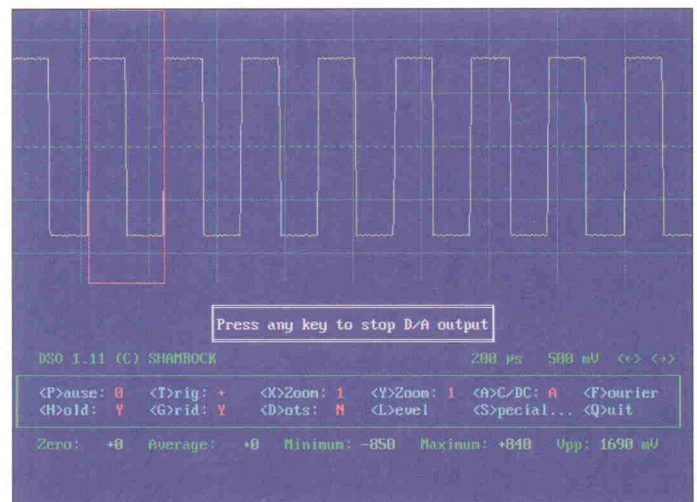 Press any key to stop D/A output
DSO 1.11 (C) SHAMROCK 200 µs 500 mV <←> <→>
<P>ause: 0 <T>rig: + <X>Zoom: 1 <Y>Zoom: 1 <A>C/DC: A <F>ourier
<H>old: Y <G>rid: Y <D>ots: N <L>evel <S>pecial... <Q>uit
Zero: +0 Average: +0 Minimum: -850 Maximum: +840 Vpp: 1690 mV